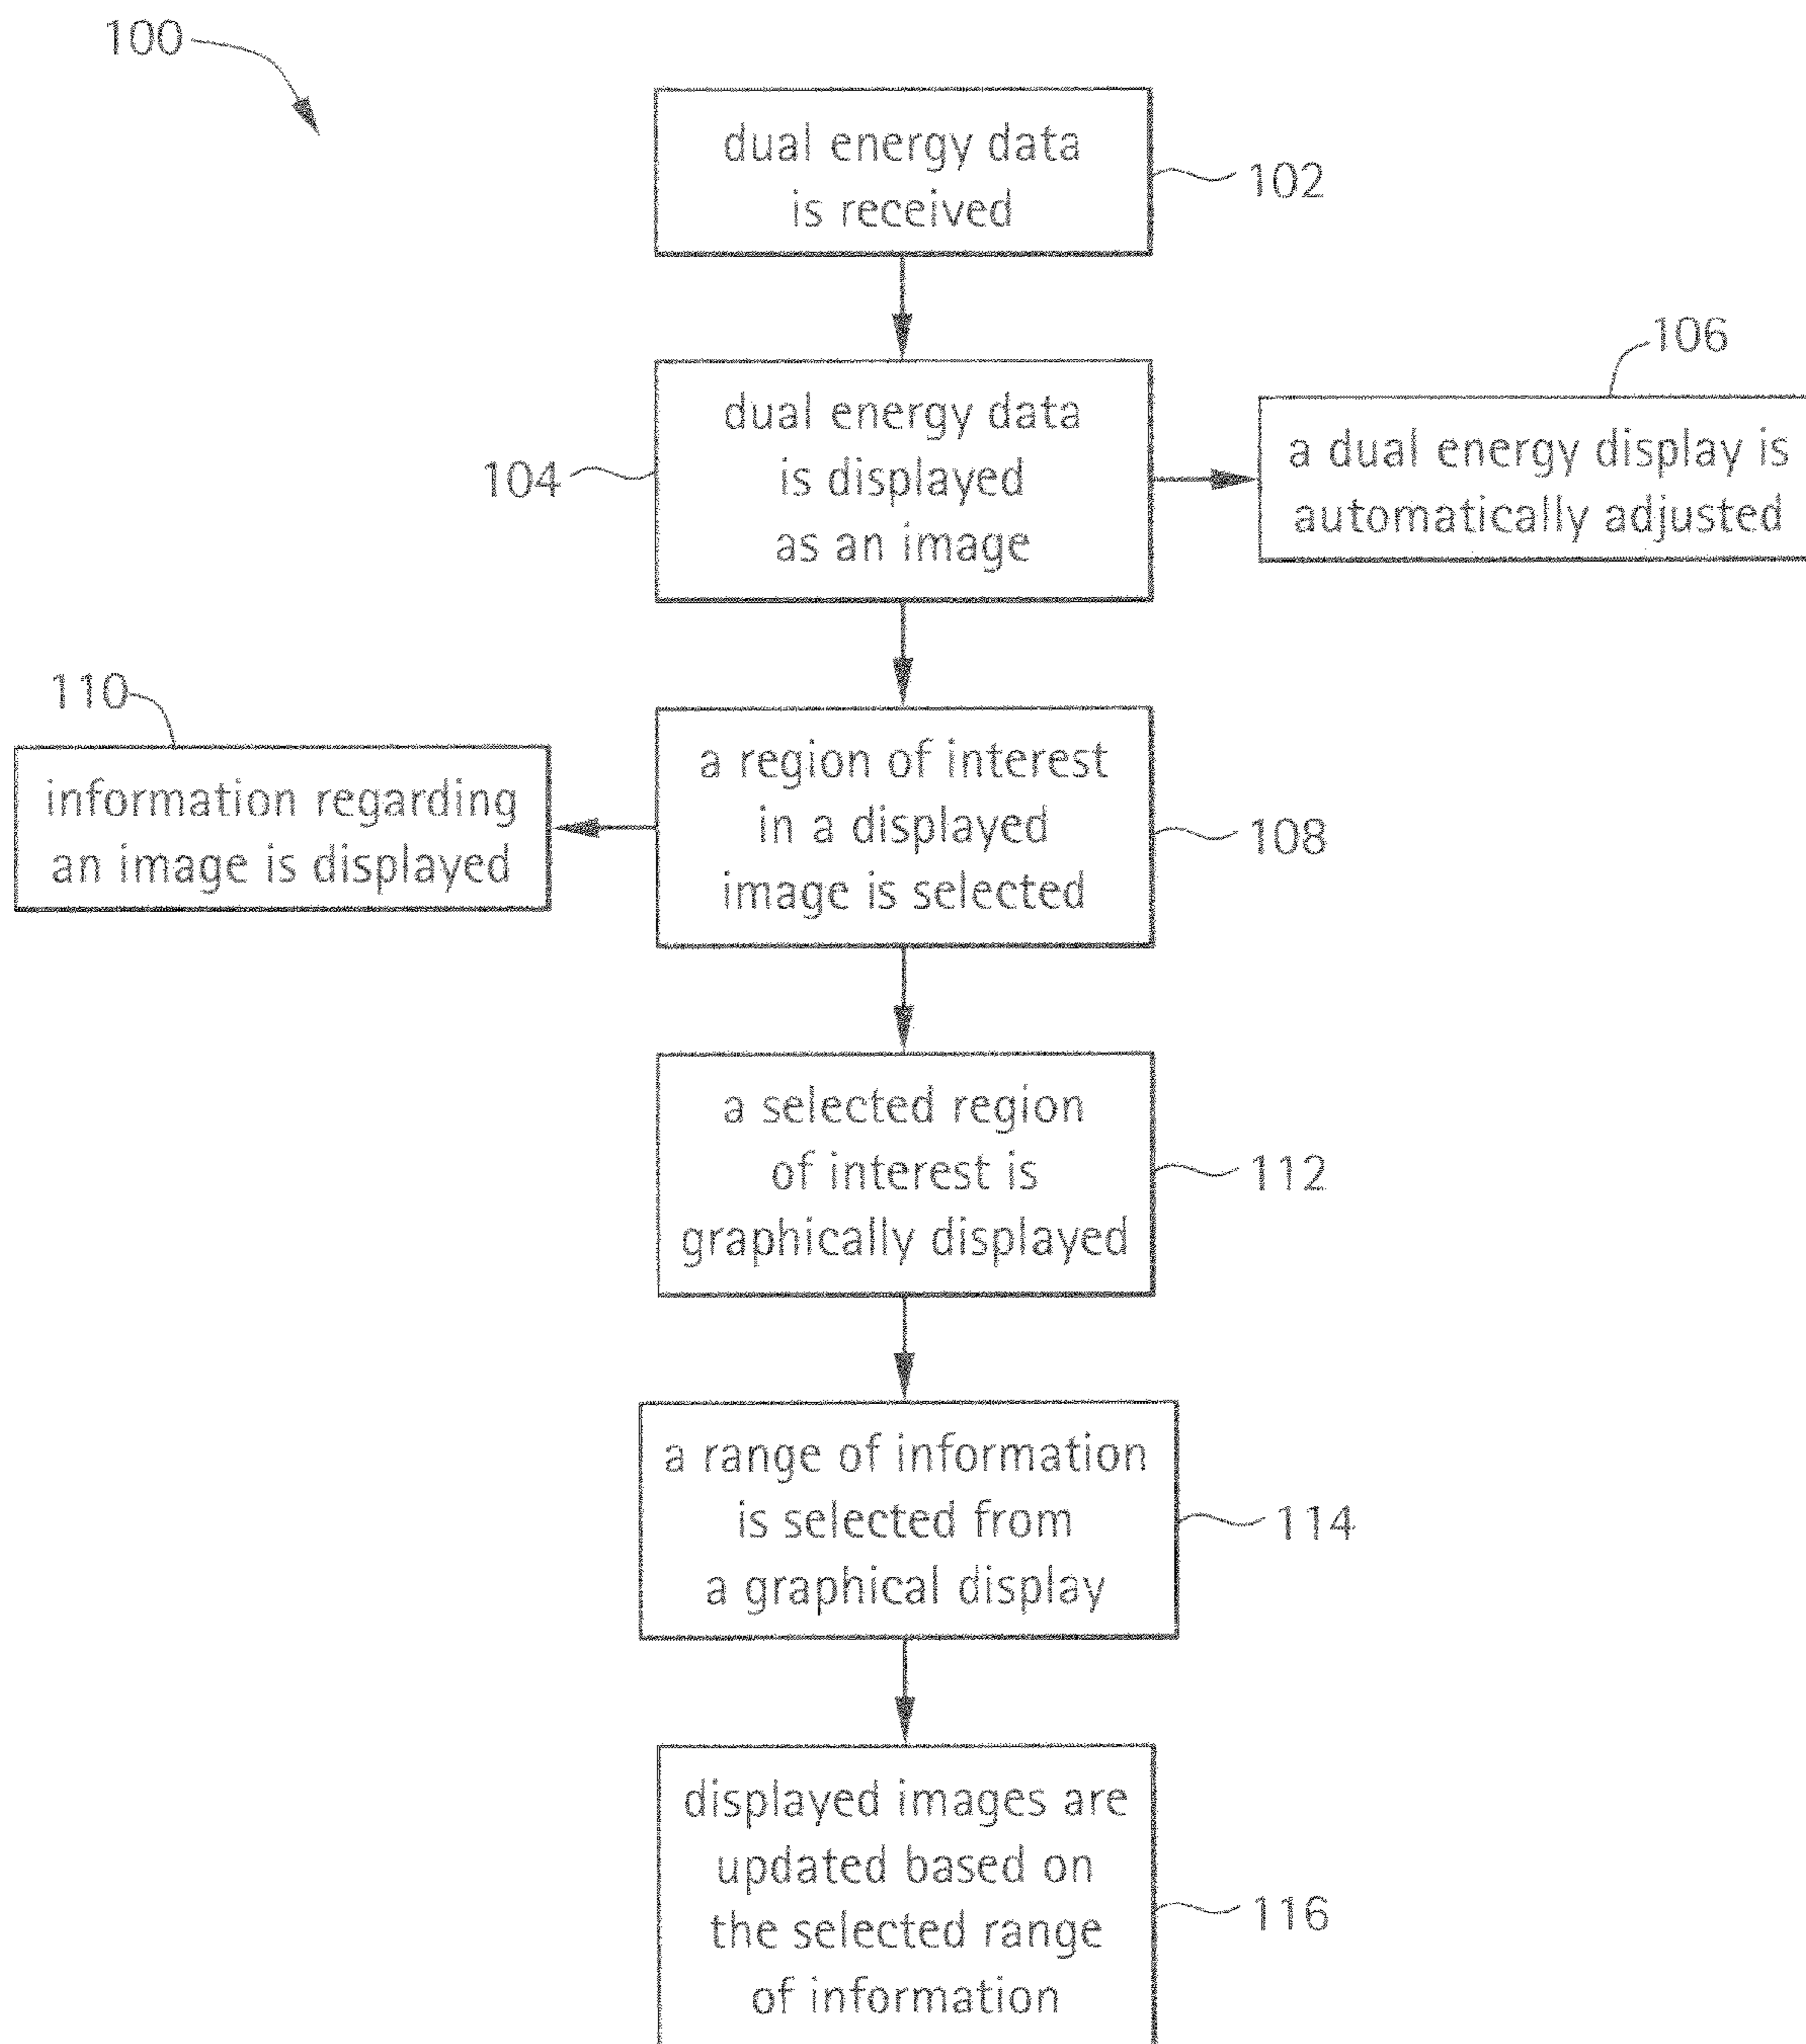 100
dual energy data
is received
102
dual energy data
is displayed
as an image
104
106
a dual energy display is
automatically adjusted
a region of interest
in a displayed
image is selected
108
110
information regarding
an image is displayed
a selected region
of interest is
graphically displayed
112
a range of information
is selected from
a graphical display
114
displayed images are
updated based on
the selected range
of information
116